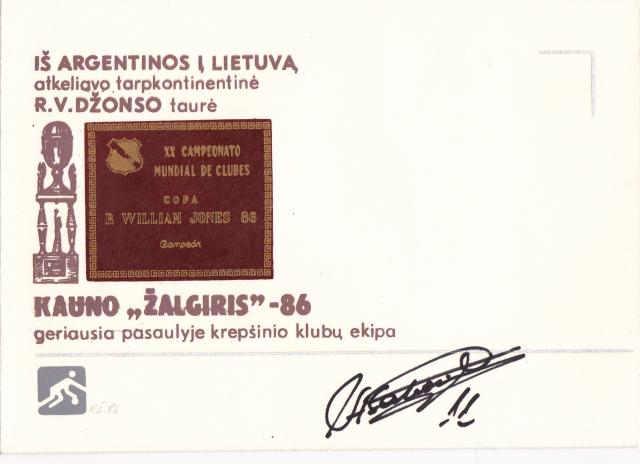 IŠ ARGENTINOS Į LIETUVĄ
atkeliavo tarpkontinentinė
R.V.DŽONSO taurė
XX CAMPEONATO
MUNDIAL DE CLUBES
COPA
R WILLIAM JONES 86
Campeón
KAUNO „ŽALGIRIS”-86
geriausia pasaulyje krepšinio klubų ekipa
11